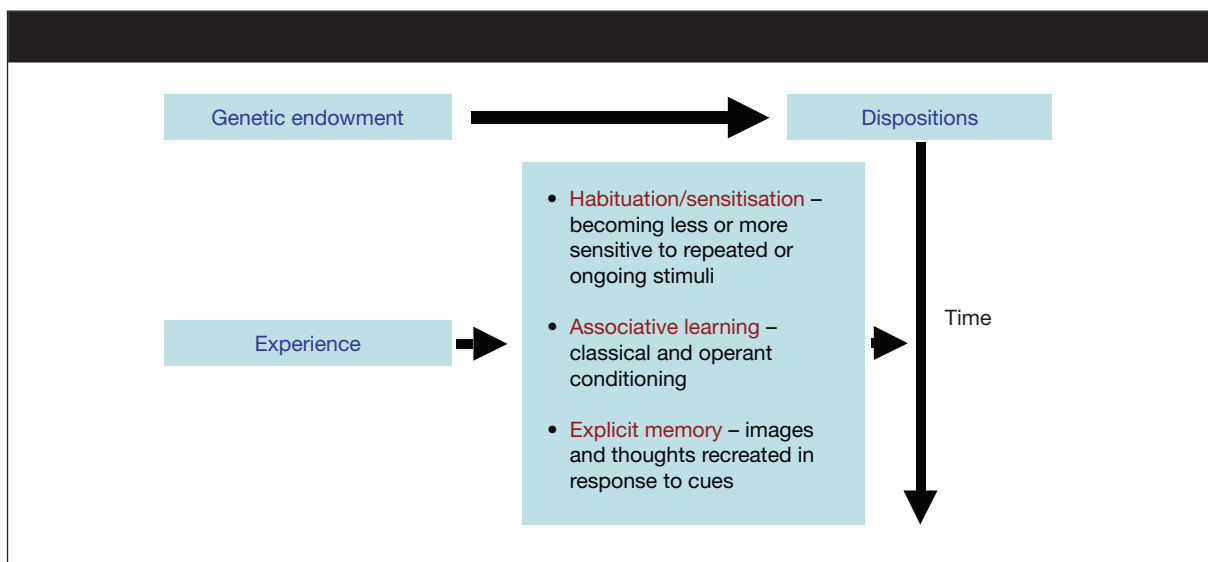 Genetic endowment
Dispositions
• Habituation/sensitisation –
becoming less or more
sensitive to repeated or
ongoing stimuli
Experience
• Associative learning –
classical and operant
conditioning
Time
• Explicit memory – images
and thoughts recreated in
response to cues